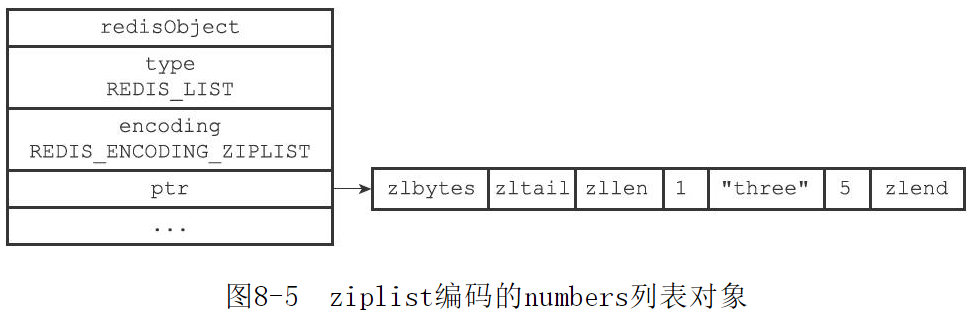 redisObject
type
REDIS_LIST
encoding
REDIS_ENCODING_ZIPLIST
ptr
zlbytes zltail zllen 1 "three" 5 zlend
...
图8-5 ziplist编码的numbers列表对象